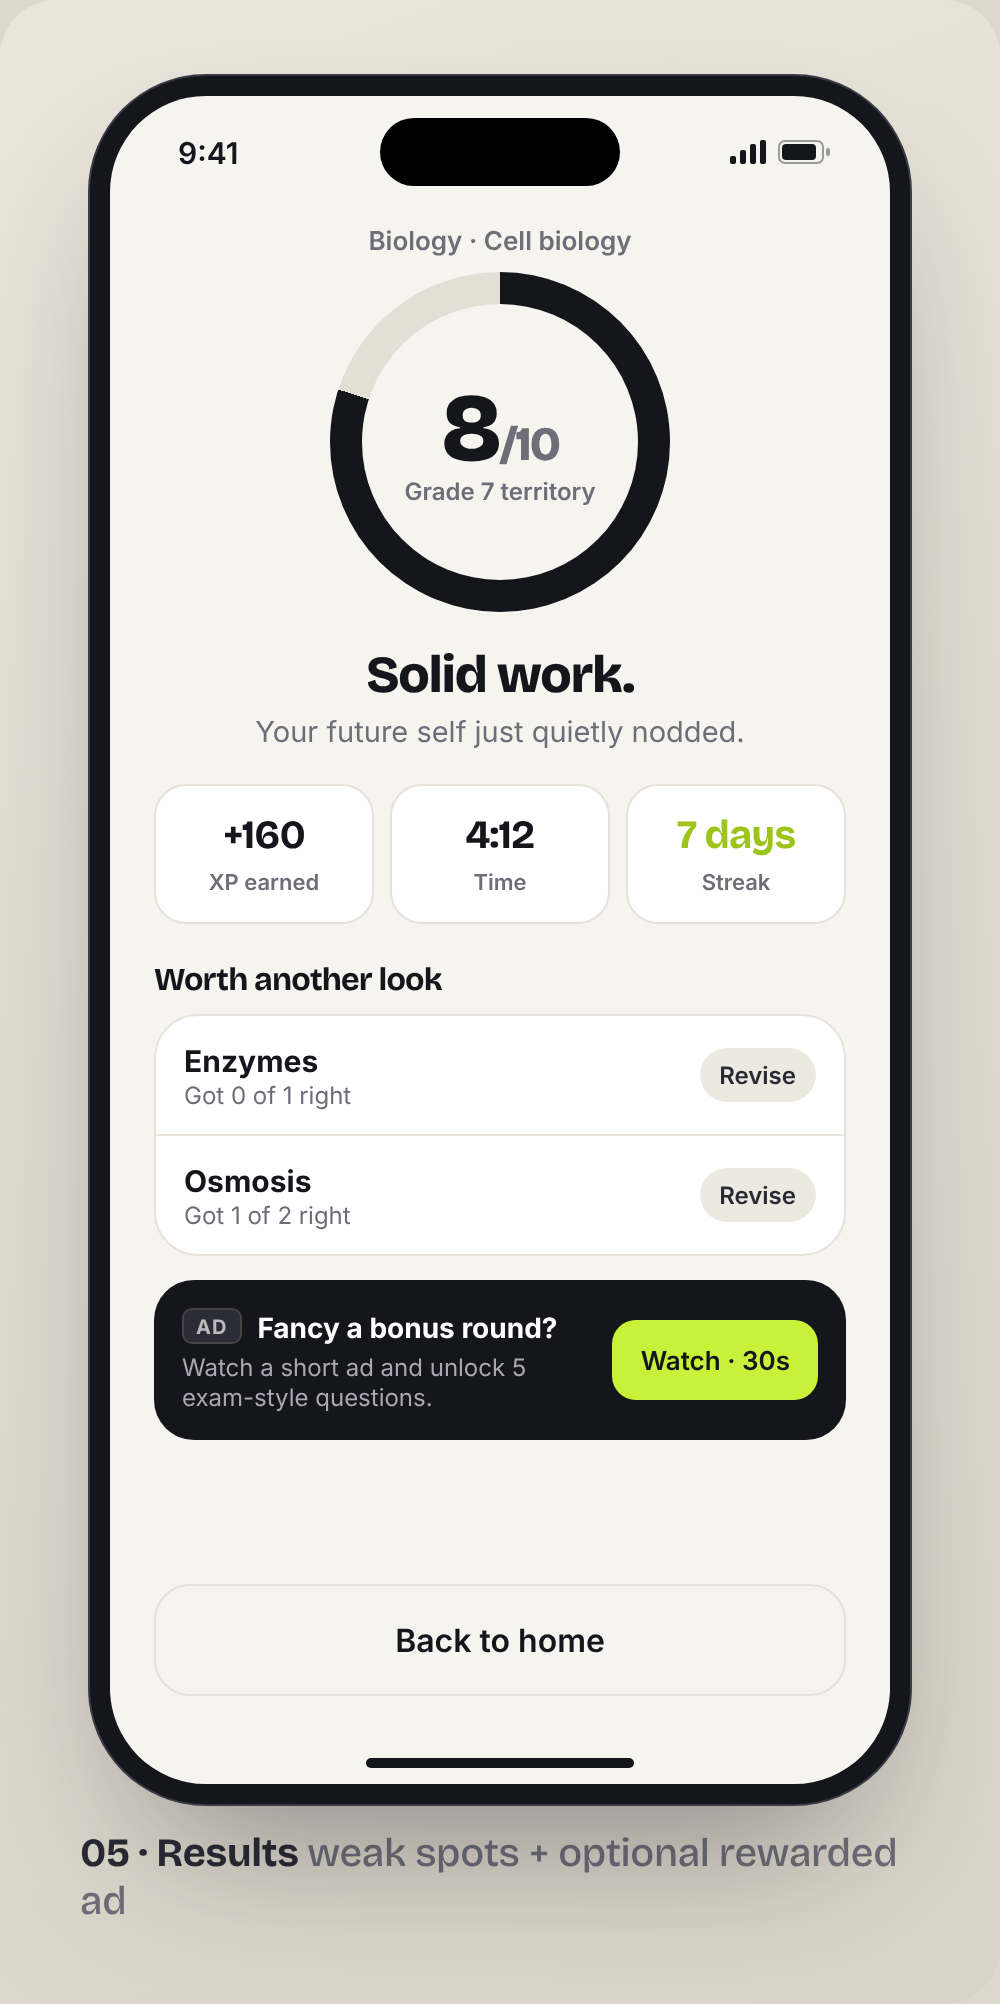 9:41
Biology · Cell biology
8/10
Grade 7 territory
Solid work.
Your future self just quietly nodded.
+160
XP earned
4:12
Time
7 days
Streak
Worth another look
Enzymes
Got 0 of 1 right
Revise
Osmosis
Got 1 of 2 right
Revise
AD Fancy a bonus round?
Watch a short ad and unlock 5
exam-style questions.
Watch · 30s
Back to home
05 · Results weak spots + optional rewarded
ad